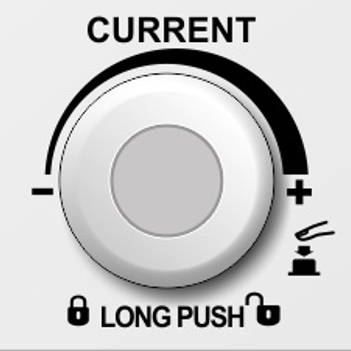 CURRENT
- +
LONG PUSH